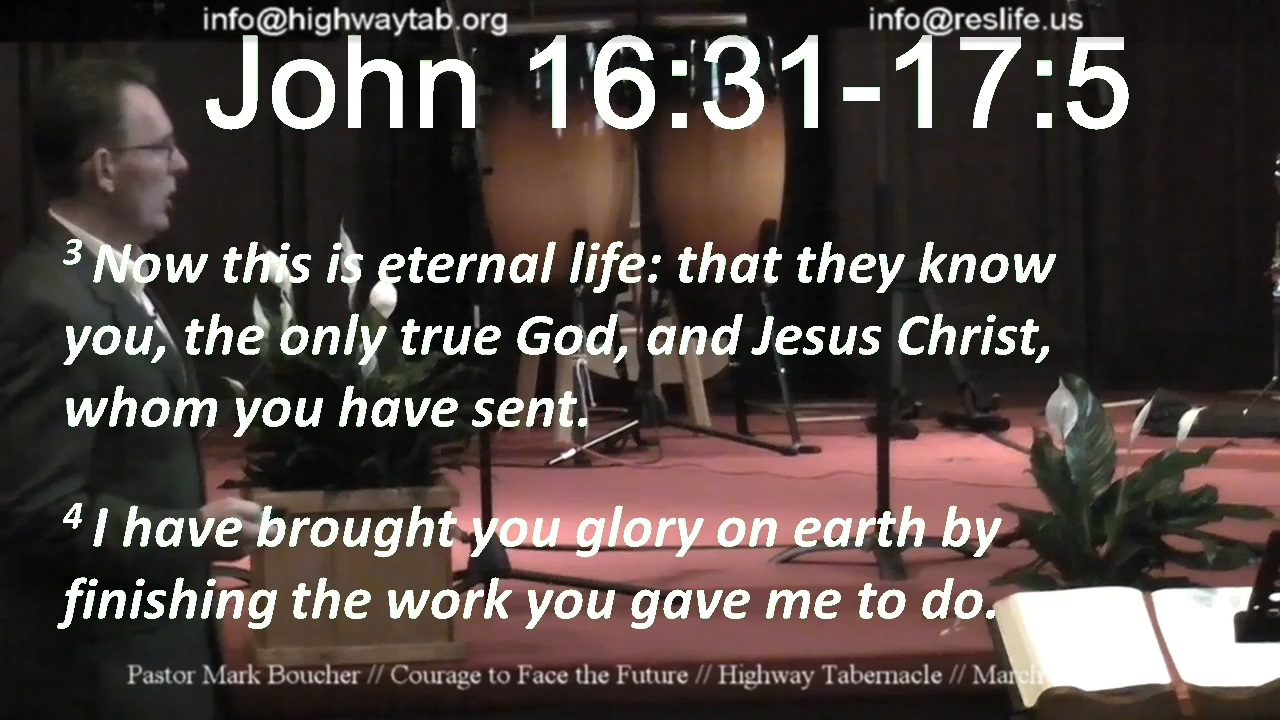 info@highwaytab.org info@reslife.us
John 16:31-17:5
3 Now this is eternal life: that they know
you, the only true God, and Jesus Christ,
whom you have sent.
4 I have brought you glory on earth by
finishing the work you gave me to do.
Pastor Mark Boucher // Courage to Face the Future // Highway Tabernacle // March